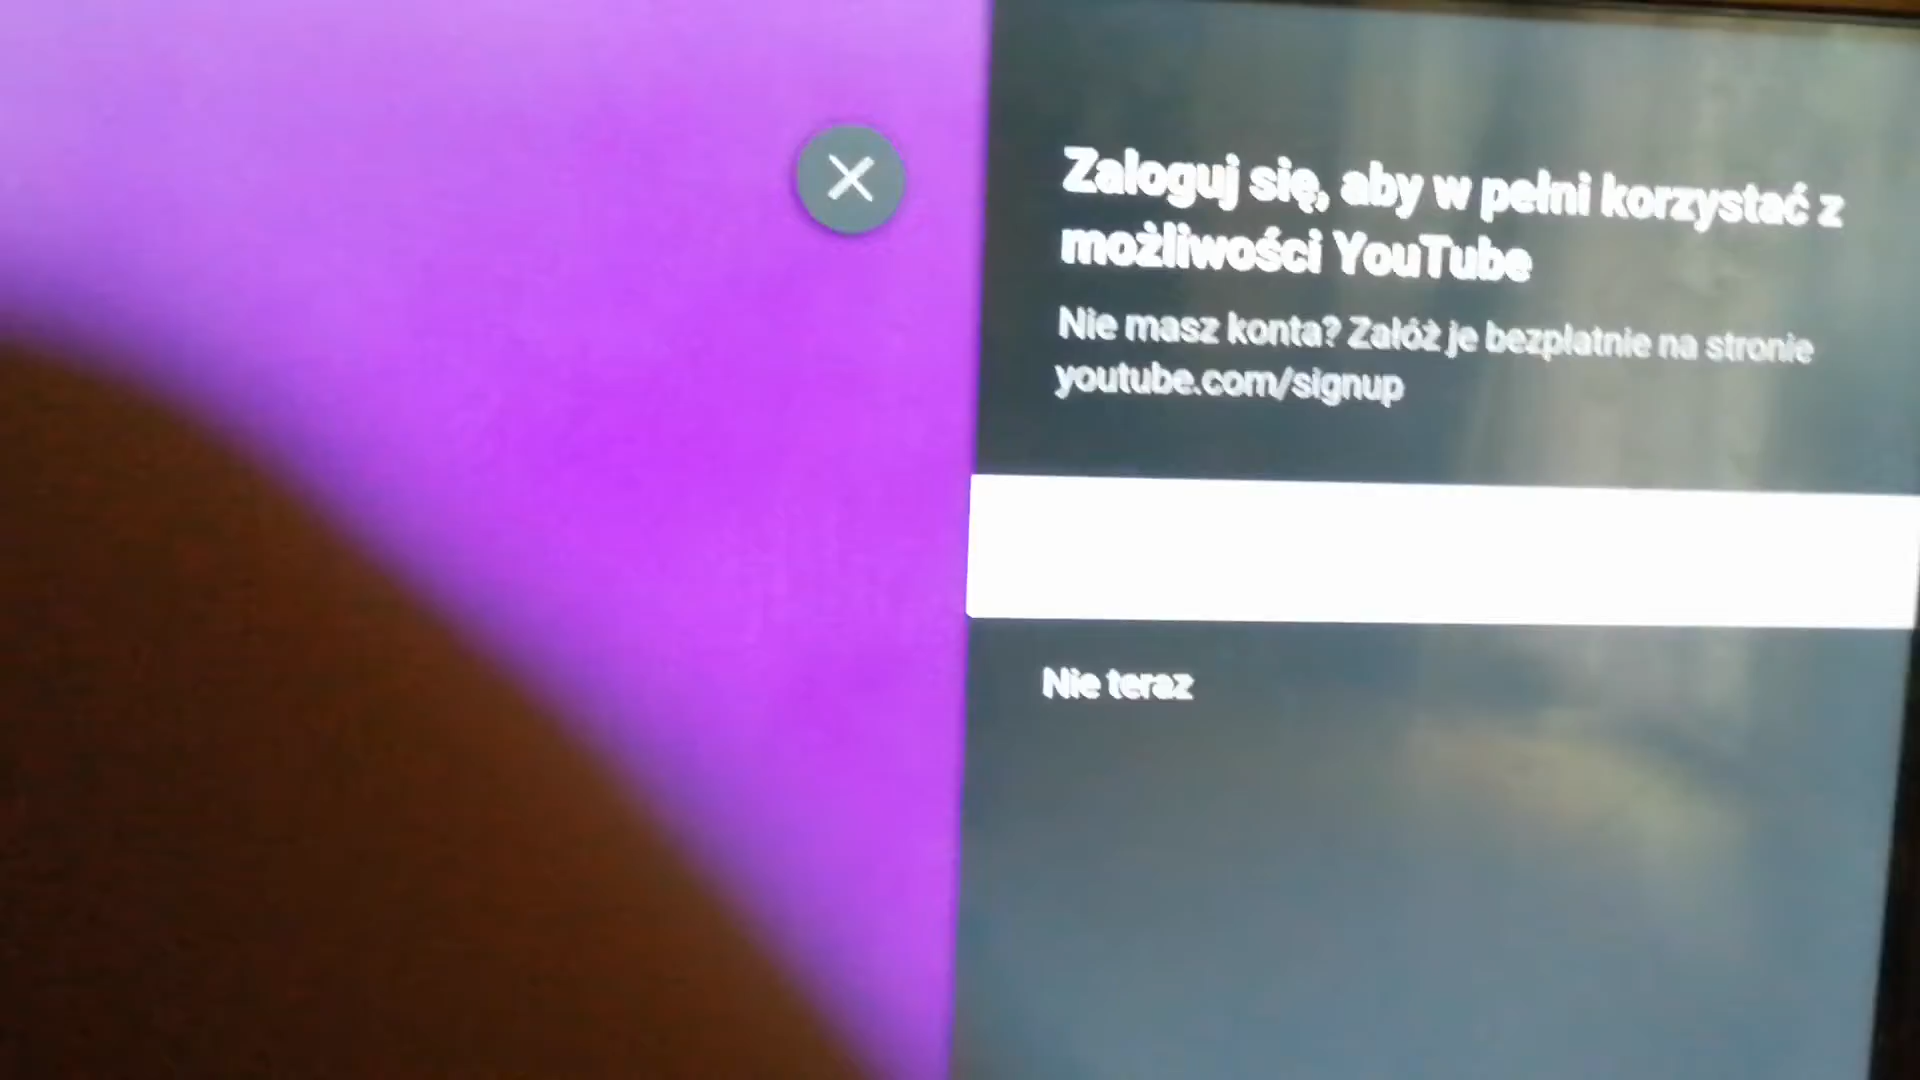 Zaloguj się, aby w pełni korzystać z
możliwości YouTube
Nie masz konta? Załóż je bezpłatnie na stronie
youtube.com/signup
Nie teraz